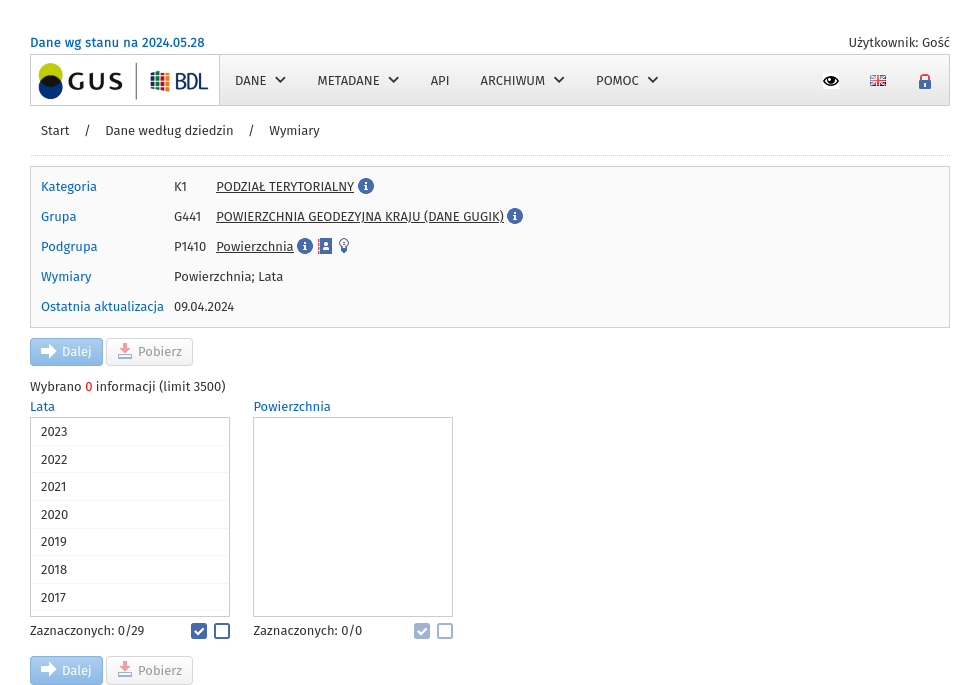 Dane wg stanu na 2024.05.28 Użytkownik: Gość
GUS BDL DANE METADANE API ARCHIWUM POMOC
Start / Dane według dziedzin / Wymiary
Kategoria K1 PODZIAŁ TERYTORIALNY
Grupa G441 POWIERZCHNIA GEODEZYJNA KRAJU (DANE GUGIK)
Podgrupa P1410 Powierzchnia
Wymiary Powierzchnia; Lata
Ostatnia aktualizacja 09.04.2024
Dalej Pobierz
Wybrano 0 informacji (limit 3500)
Lata Powierzchnia
2023
2022
2021
2020
2019
2018
2017
Zaznaczonych: 0/29 Zaznaczonych: 0/0
Dalej Pobierz